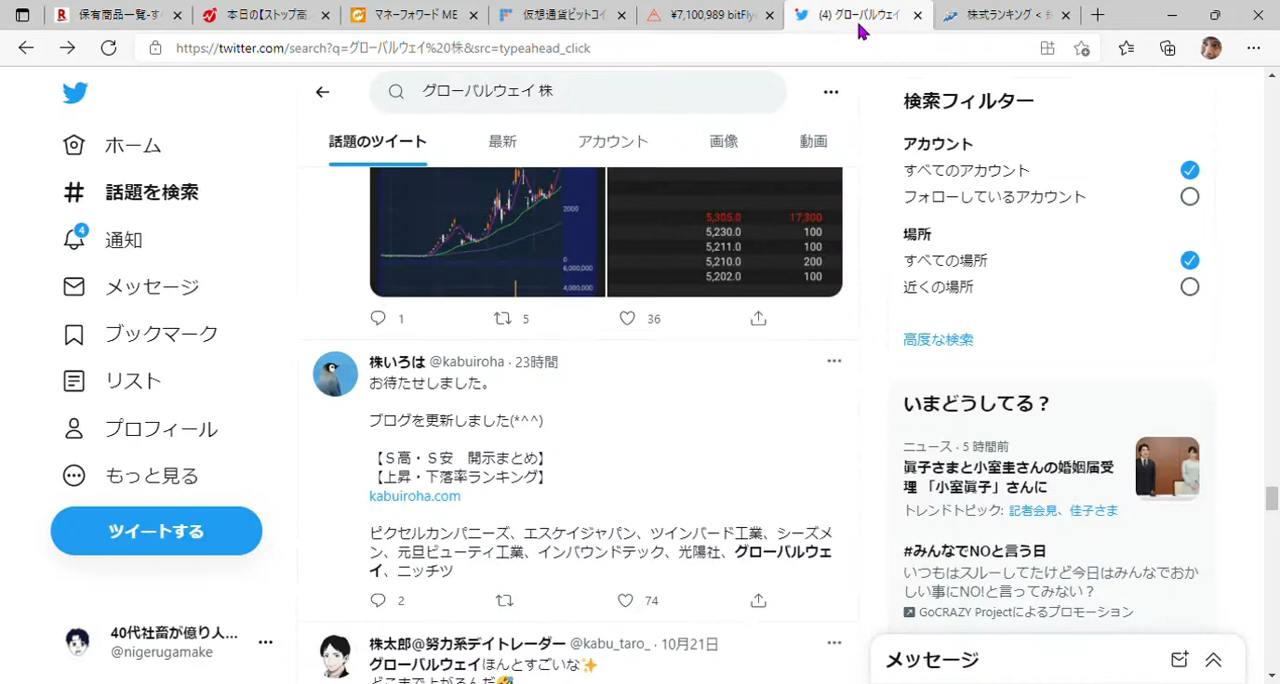 保有商品一覧-す
本日の【ストップ高
マネーフォワード ME
仮想通貨ビットコイ
¥7,100,989 bitFly
(4) グローバルウェイ
株式ランキング <
https://twitter.com/search?q=グローバルウェイ%20株&src=typeahead_click
ホーム
話題を検索
4
通知
メッセージ
ブックマーク
リスト
プロフィール
もっと見る
ツイートする
40代社畜が億り人...
@nigerugamake
グローバルウェイ 株
話題のツイート
最新
アカウント
画像
動画
2000
0
6,000,000
4,000,000
5,305.0 17,300
5,230.0 100
5,211.0 100
5,210.0 200
5,202.0 100
1 5 36
株いろは @kabuiroha · 23時間
お待たせしました。
ブログを更新しました(*^^)
【Ｓ高・Ｓ安　開示まとめ】
【上昇・下落率ランキング】
kabuiroha.com
ピクセルカンパニーズ、エスケイジャパン、ツインバード工業、シーズメ
ン、元旦ビューティ工業、インバウンドテック、光陽社、グローバルウェ
イ、ニッチツ
2 74
株太郎@努力系デイトレーダー @kabu_taro_ · 10月21日
グローバルウェイほんとすごいな✨
どこまで上がるんだ🤣
検索フィルター
アカウント
すべてのアカウント
フォローしているアカウント
場所
すべての場所
近くの場所
高度な検索
いまどうしてる？
ニュース · 5 時間前
眞子さまと小室圭さんの婚姻届受
理 「小室眞子」さんに
トレンドトピック: 記者会見、佳子さま
#みんなでNOと言う日
いつもはスルーしてたけど今日はみんなでおか
しい事にNO!と言ってみない？
GoCRAZY Projectによるプロモーション
メッセージ